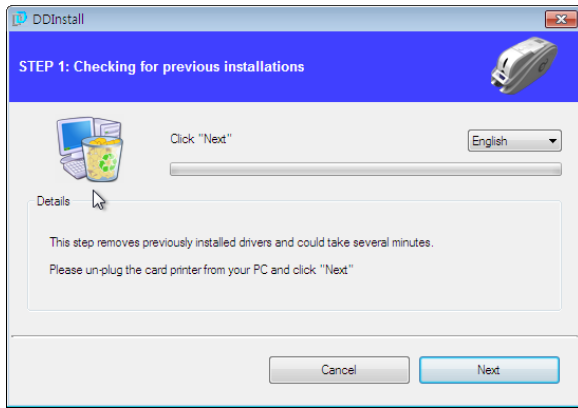 DDInstall
STEP 1: Checking for previous installations
Click "Next"
English
Details
This step removes previously installed drivers and could take several minutes.
Please un-plug the card printer from your PC and click "Next"
Cancel
Next